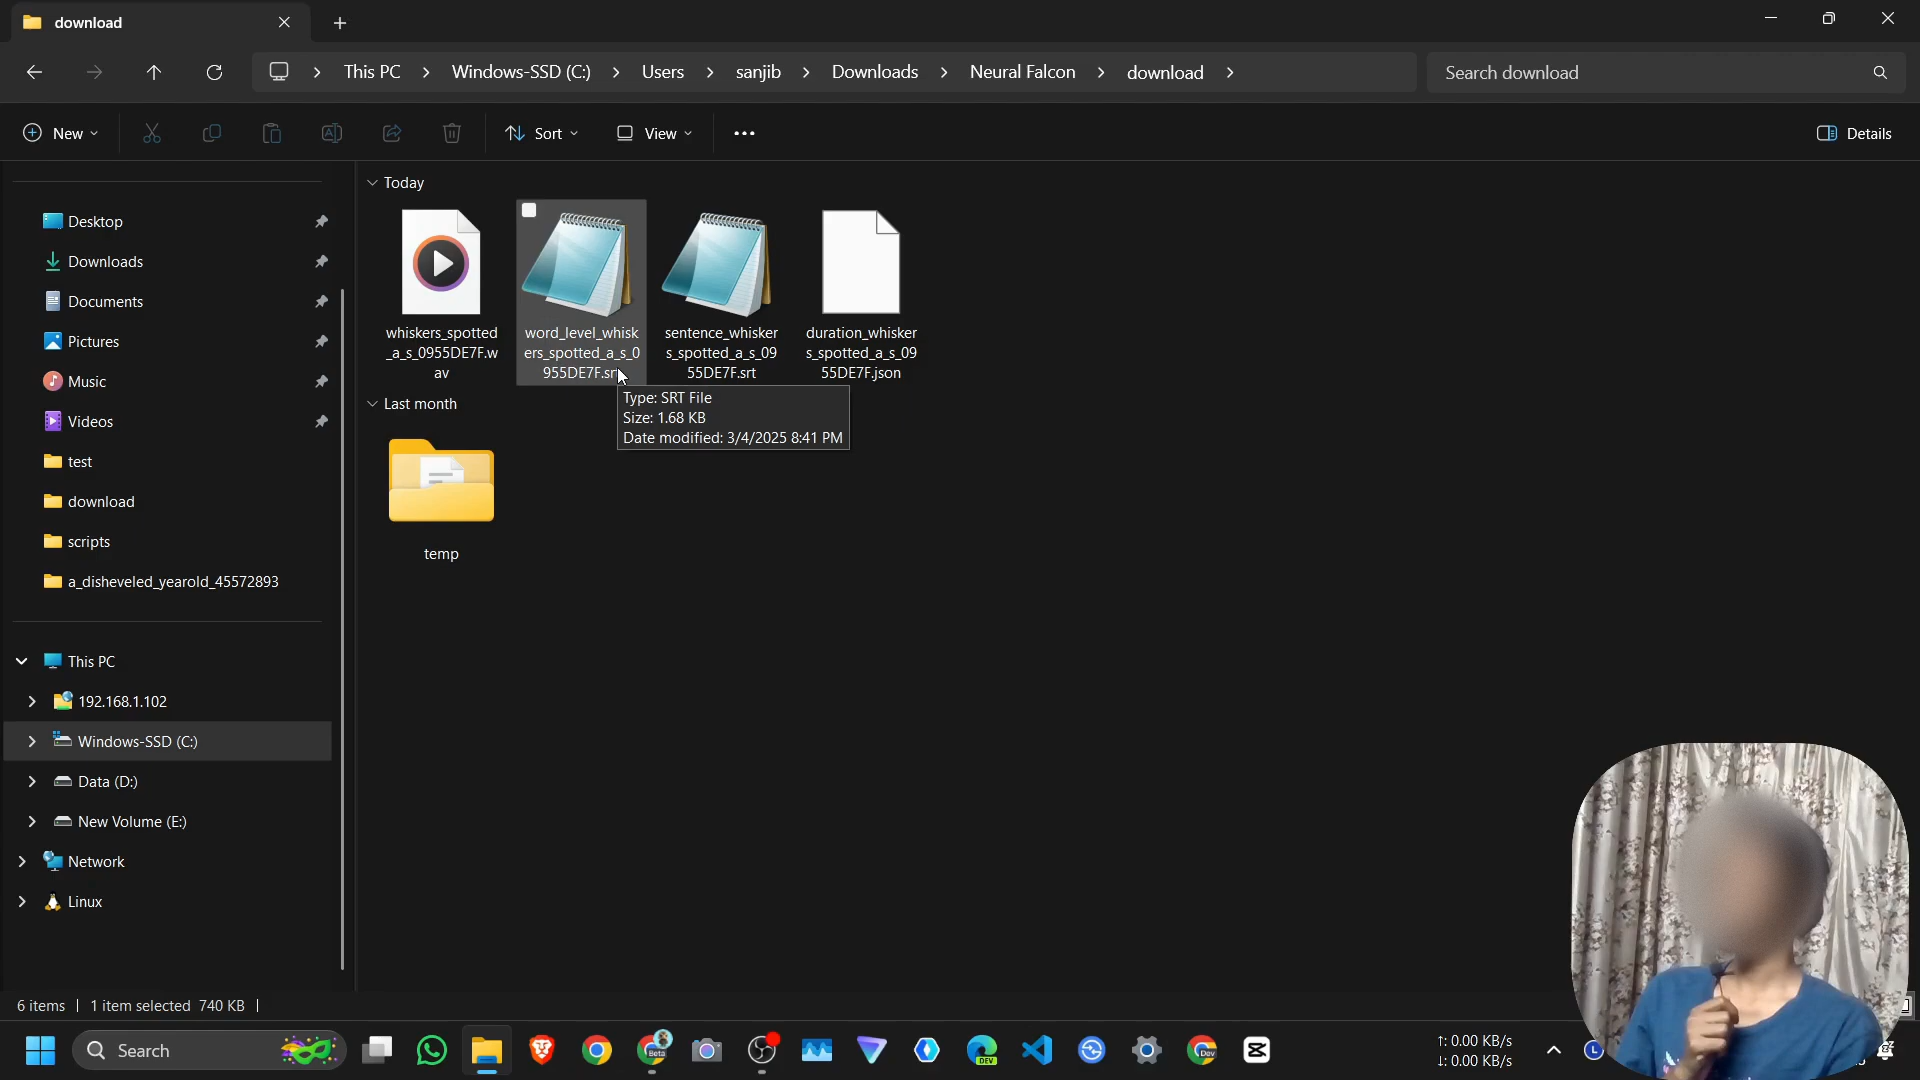 download
This PC > Windows-SSD (C:) > Users > sanjib > Downloads > Neural Falcon > download >
Search download
New
Sort
View
Details
Desktop
Downloads
Documents
Pictures
Music
Videos
test
download
scripts
a_disheveled_yearold_45572893
This PC
192.168.1.102
Windows-SSD (C:)
Data (D:)
New Volume (E:)
Network
Linux
Today
whiskers_spotted
_a_s_0955DE7F.w
av
word_level_whisk
ers_spotted_a_s_0
955DE7F.srt
sentence_whisker
s_spotted_a_s_09
55DE7F.srt
duration_whisker
s_spotted_a_s_09
55DE7F.json
Type: SRT File
Size: 1.68 KB
Date modified: 3/4/2025 8:41 PM
Last month
temp
6 items
1 item selected 740 KB
Search
Beta
DEV
Dev
↑: 0.00 KB/s
↓: 0.00 KB/s